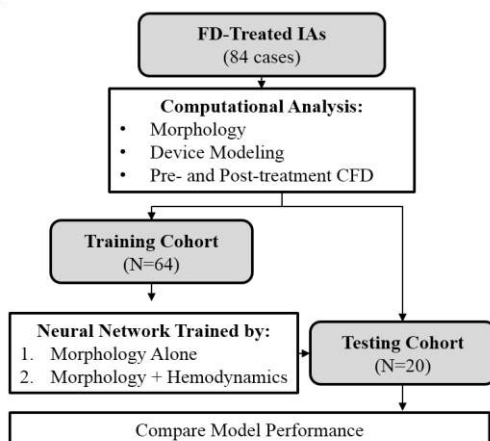 FD-Treated IAs
(84 cases)
Computational Analysis:
• Morphology
• Device Modeling
• Pre- and Post-treatment CFD
Training Cohort
(N=64)
Neural Network Trained by:
1. Morphology Alone
2. Morphology + Hemodynamics
Testing Cohort
(N=20)
Compare Model Performance